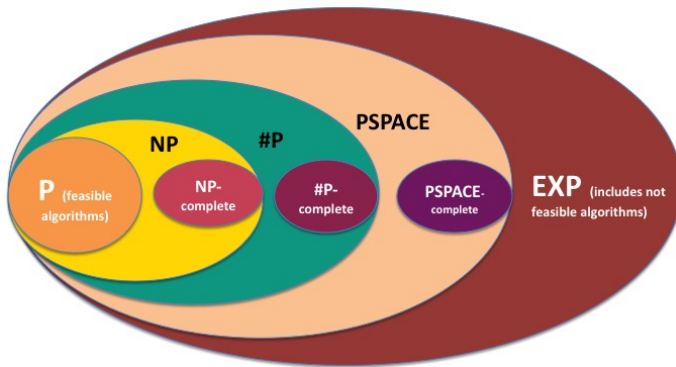 PSPACE
NP
#P
P (feasible
algorithms)
NP-
complete
#P-
complete
PSPACE-
complete
EXP (includes not
feasible algorithms)